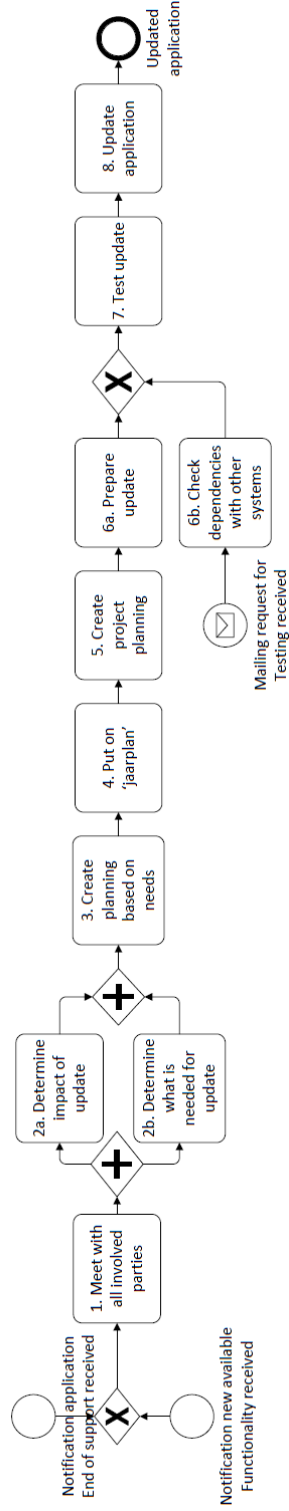 Notification application
End of support received
Notification new available
Functionality received
X
1. Meet with
all involved
parties
2a. Determine
impact of
update
2b. Determine
what is
needed for
update
3. Create
planning
based on
needs
4. Put on
‘jaarplan’
5. Create
project
planning
6a. Prepare
update
Mailing request for
Testing received
6b. Check
dependencies
with other
systems
X
7. Test update
8. Update
application
Updated
application